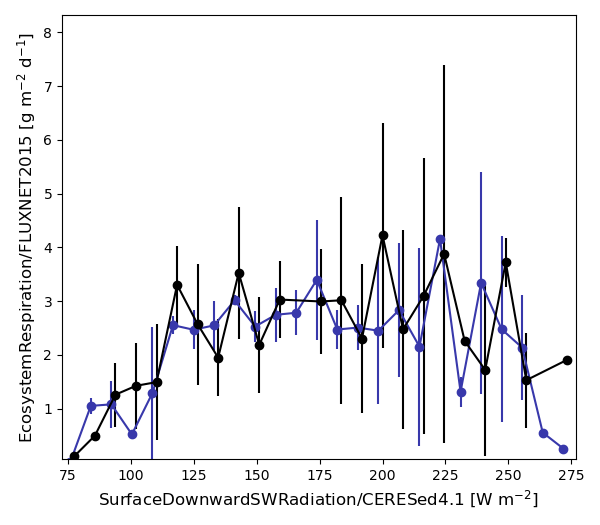 8
7
6
5
4
3
2
1
EcosystemRespiration/FLUXNET2015 [g m⁻² d⁻¹]
75 100 125 150 175 200 225 250 275
SurfaceDownwardSWRadiation/CERESed4.1 [W m⁻²]